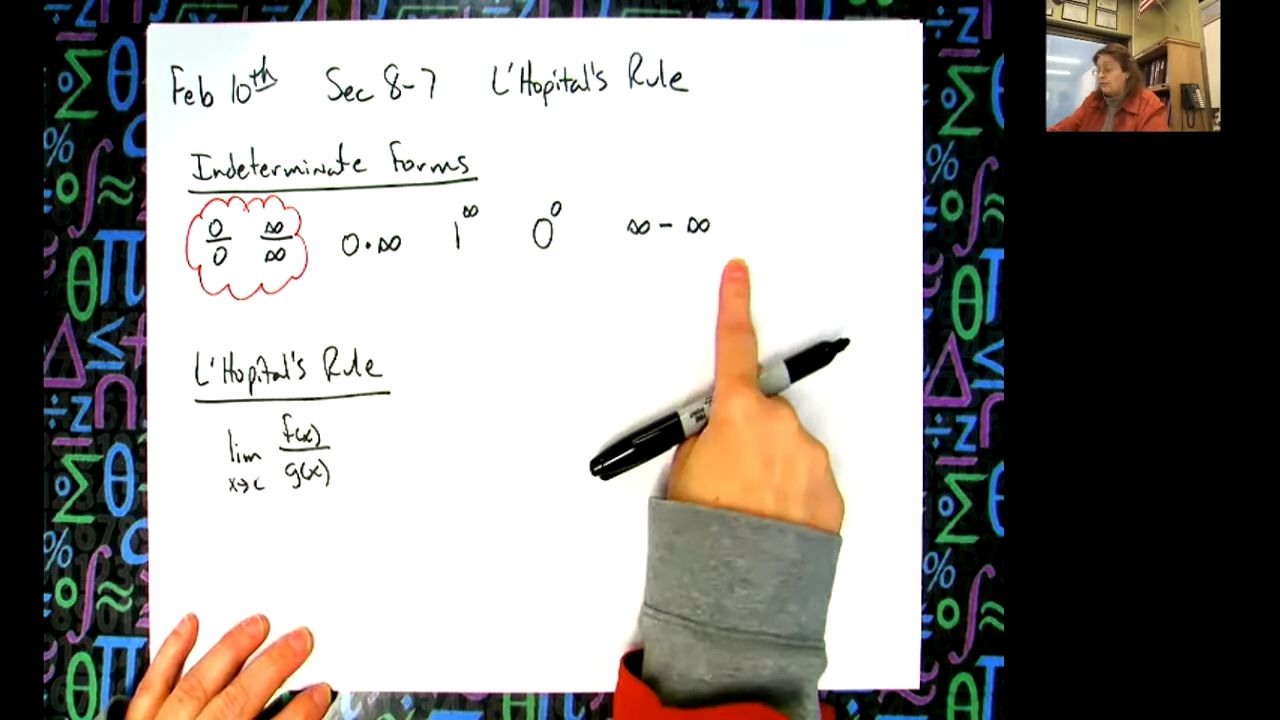 Feb 10th Sec 8-7 L'Hopital's Rule
Indeterminate Forms
0/0 ∞/∞ 0·∞ 1^∞ 0^0 ∞ - ∞
L'Hopital's Rule
lim x→c f(x)/g(x)